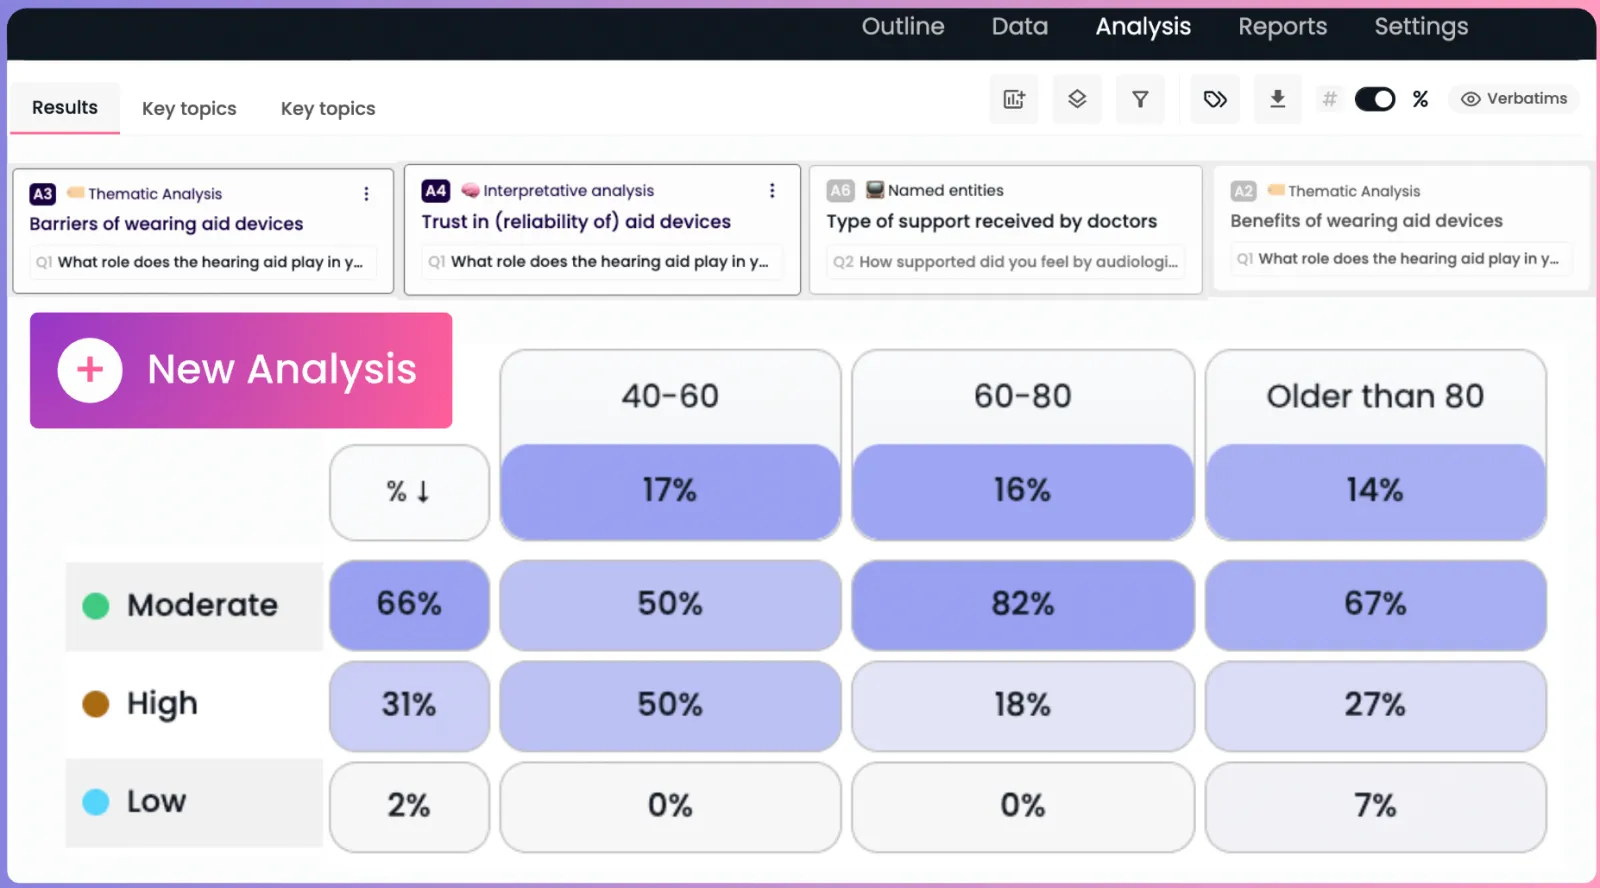 Outline Data Analysis Reports Settings
Results Key topics Key topics # % Verbatims
A3 Thematic Analysis
Barriers of wearing aid devices
Q1 What role does the hearing aid play in y...
A4 Interpretative analysis
Trust in (reliability of) aid devices
Q1 What role does the hearing aid play in y...
A6 Named entities
Type of support received by doctors
Q2 How supported did you feel by audiologi...
A2 Thematic Analysis
Benefits of wearing aid devices
Q1 What role does the hearing aid play in y...
+ New Analysis
40-60 60-80 Older than 80
% ↓ 17% 16% 14%
Moderate 66% 50% 82% 67%
High 31% 50% 18% 27%
Low 2% 0% 0% 7%